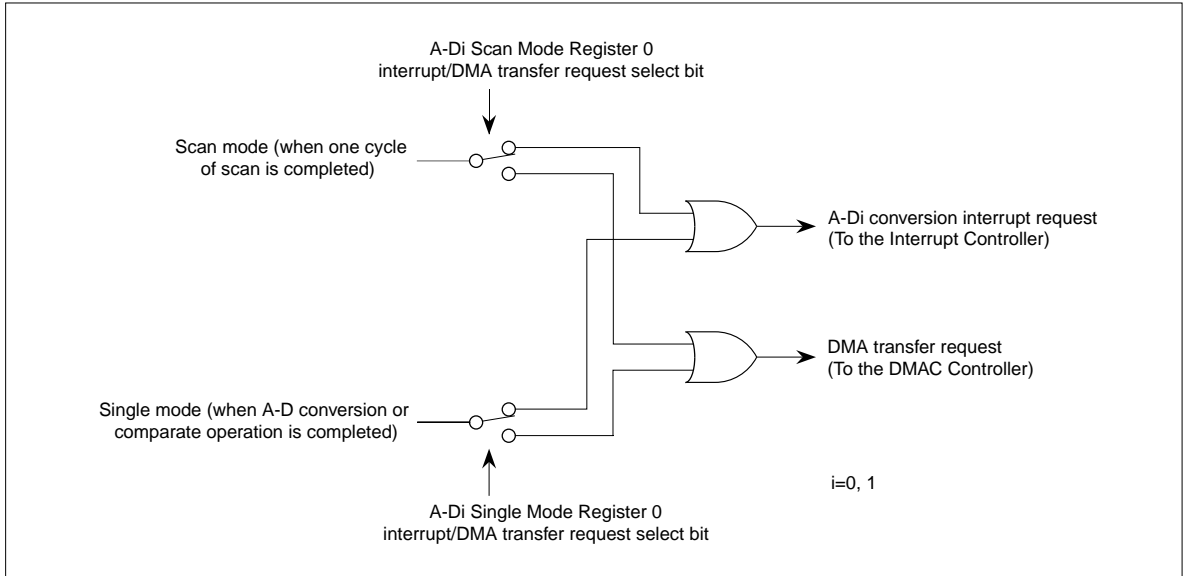 A-Di Scan Mode Register 0
interrupt/DMA transfer request select bit
Scan mode (when one cycle
of scan is completed)
A-Di conversion interrupt request
(To the Interrupt Controller)
DMA transfer request
(To the DMAC Controller)
Single mode (when A-D conversion or
comparate operation is completed)
i=0, 1
A-Di Single Mode Register 0
interrupt/DMA transfer request select bit